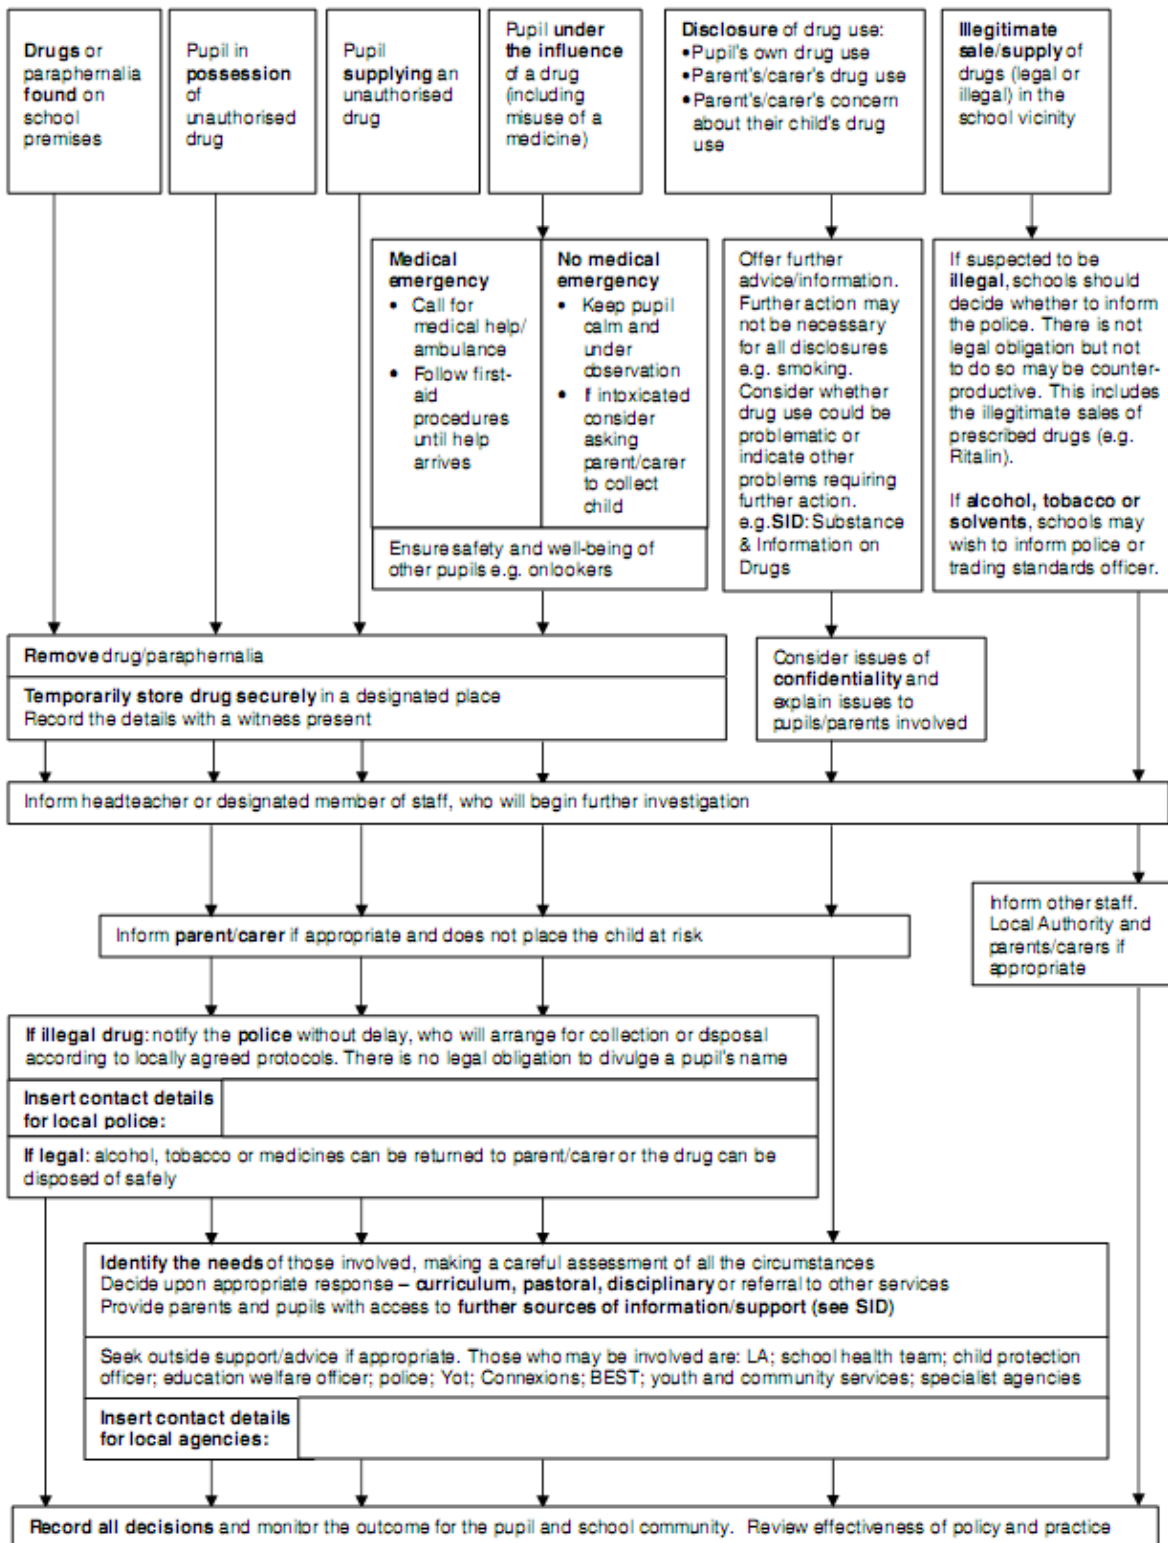 Drugs or
paraphernalia
found on
school
premises
Pupil in
possession
of
unauthorised
drug
Pupil
supplying an
unauthorised
drug
Pupil under
the influence
of a drug
(including
misuse of a
medicine)
Disclosure of drug use:
•Pupil's own drug use
•Parent's/carer's drug use
•Parent's/carer's concern
about their child's drug
use
Illegitimate
sale/supply of
drugs (legal or
illegal) in the
school vicinity
Medical
emergency
• Call for
medical help/
ambulance
• Follow first-
aid
procedures
until help
arrives
No medical
emergency
• Keep pupil
calm and
under
observation
• If intoxicated
consider
asking
parent/carer
to collect
child
Ensure safety and well-being of
other pupils e.g. onlookers
Offer further
advice/information.
Further action may
not be necessary
for all disclosures
e.g. smoking.
Consider whether
drug use could be
problematic or
indicate other
problems requiring
further action.
e.g.SID: Substance
& Information on
Drugs
If suspected to be
illegal, schools should
decide whether to inform
the police. There is not
legal obligation but not
to do so may be counter-
productive. This includes
the illegitimate sales of
prescribed drugs (e.g.
Ritalin).
If alcohol, tobacco or
solvents, schools may
wish to inform police or
trading standards officer.
Remove drug/paraphernalia
Temporarily store drug securely in a designated place
Record the details with a witness present
Consider issues of
confidentiality and
explain issues to
pupils/parents involved
Inform headteacher or designated member of staff, who will begin further investigation
Inform other staff.
Local Authority and
parents/carers if
appropriate
Inform parent/carer if appropriate and does not place the child at risk
If illegal drug: notify the police without delay, who will arrange for collection or disposal
according to locally agreed protocols. There is no legal obligation to divulge a pupil's name
Insert contact details
for local police:
If legal: alcohol, tobacco or medicines can be returned to parent/carer or the drug can be
disposed of safely
Identify the needs of those involved, making a careful assessment of all the circumstances
Decide upon appropriate response – curriculum, pastoral, disciplinary or referral to other services
Provide parents and pupils with access to further sources of information/support (see SID)
Seek outside support/advice if appropriate. Those who may be involved are: LA; school health team; child protection
officer; education welfare officer; police; Yot; Connexions; BEST; youth and community services; specialist agencies
Insert contact details
for local agencies:
Record all decisions and monitor the outcome for the pupil and school community. Review effectiveness of policy and practice